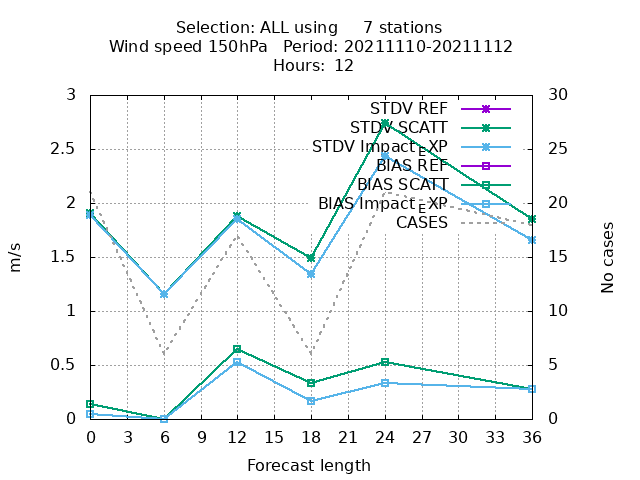 Selection: ALL using     7 stations
Wind speed 150hPa   Period: 20211110-20211112
Hours: 12
3
2.5
2
1.5
1
0.5
0
m/s
30
25
20
15
10
5
0
No cases
STDV REF
STDV SCATT
STDV Impact_EXP
BIAS REF
BIAS SCATT
BIAS Impact_EXP
CASES
0 3 6 9 12 15 18 21 24 27 30 33 36
Forecast length